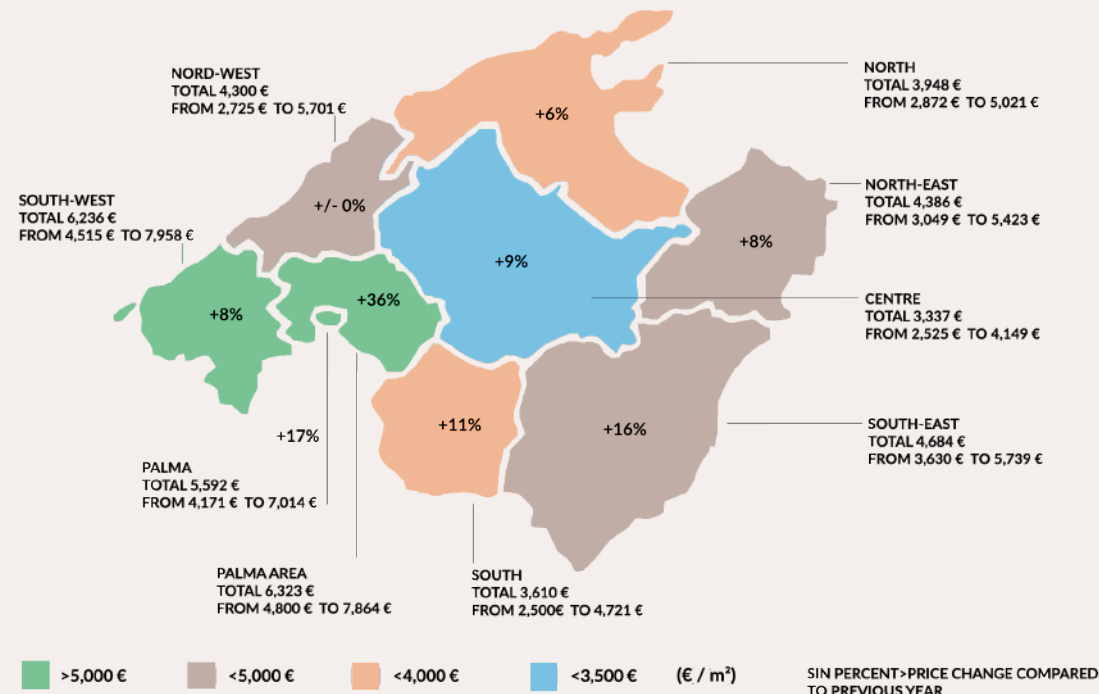 NORD-WEST
TOTAL 4,300 €
FROM 2,725 € TO 5,701 €
NORTH
TOTAL 3,948 €
FROM 2,872 € TO 5,021 €
+6%
SOUTH-WEST
TOTAL 6,236 €
FROM 4,515 € TO 7,958 €
+/- 0%
NORTH-EAST
TOTAL 4,386 €
FROM 3,049 € TO 5,423 €
+8%
+9%
+36%
+8%
CENTRE
TOTAL 3,337 €
FROM 2,525 € TO 4,149 €
+11%
+16%
SOUTH-EAST
TOTAL 4,684 €
FROM 3,630 € TO 5,739 €
+17%
PALMA
TOTAL 5,592 €
FROM 4,171 € TO 7,014 €
PALMA AREA
TOTAL 6,323 €
FROM 4,800 € TO 7,864 €
SOUTH
TOTAL 3,610 €
FROM 2,500€ TO 4,721 €
>5,000 €
<5,000 €
<4,000 €
<3,500 €
(€ / m²)
SIN PERCENT>PRICE CHANGE COMPARED
TO PREVIOUS YEAR